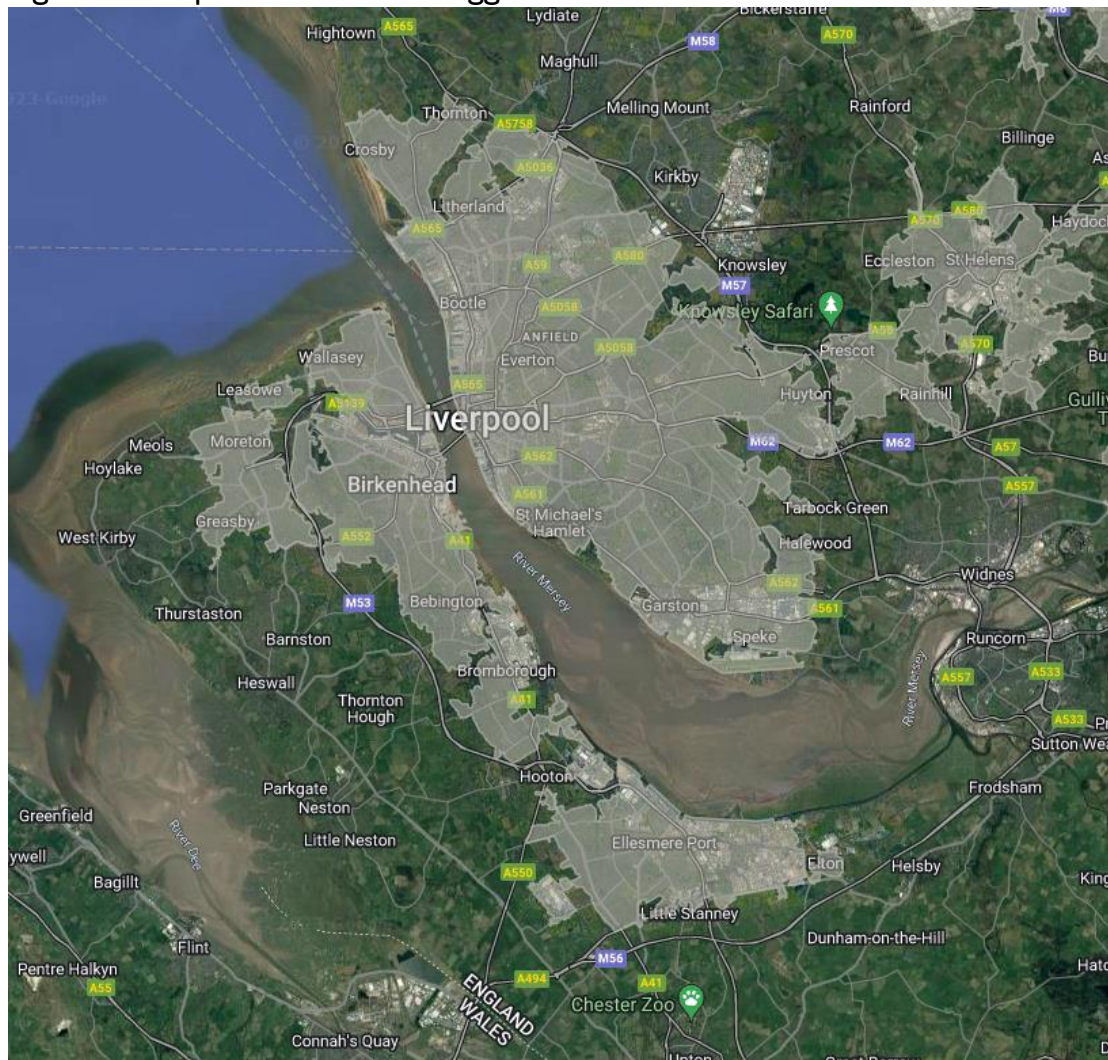 Lydiate
Bickerstaffe
Hightown
A565
M58
A570
Maghull
Thornton
A5758
Melling Mount
Rainford
Billinge
Crosby
A5036
Kirkby
Litherland
A565
A570
A580
Haydock
A59
A580
Knowsley
Eccleston
St Helens
M57
Bootle
A5058
Knowsley Safari
ANFIELD
A58
Wallasey
Everton
A5058
Prescot
A570
Leasowe
A565
Huyton
Rainhill
A5139
Liverpool
Moreton
Meols
M62
M62
A57
Hoylake
A562
Birkenhead
A561
A557
St Michael's
Hamlet
Tarbock Green
Greasby
West Kirby
A552
A41
Halewood
River Mersey
Widnes
A562
M53
Bebington
Garston
A561
Thurstaston
Speke
Runcorn
Barnston
Bromborough
River Mersey
Heswall
A557
A533
Thornton
Hough
A41
A533
Sutton Wea
Hooton
Parkgate
Frodsham
Neston
Greenfield
River Dee
Little Neston
Ellesmere Port
Elton
Helsby
ywell
A550
Bagillt
King
Little Stanney
Flint
Dunham-on-the-Hill
M56
Pentre Halkyn
A55
A494
A41
Hatc
ENGLAND
WALES
Chester Zoo
Connah's Quay
Upton